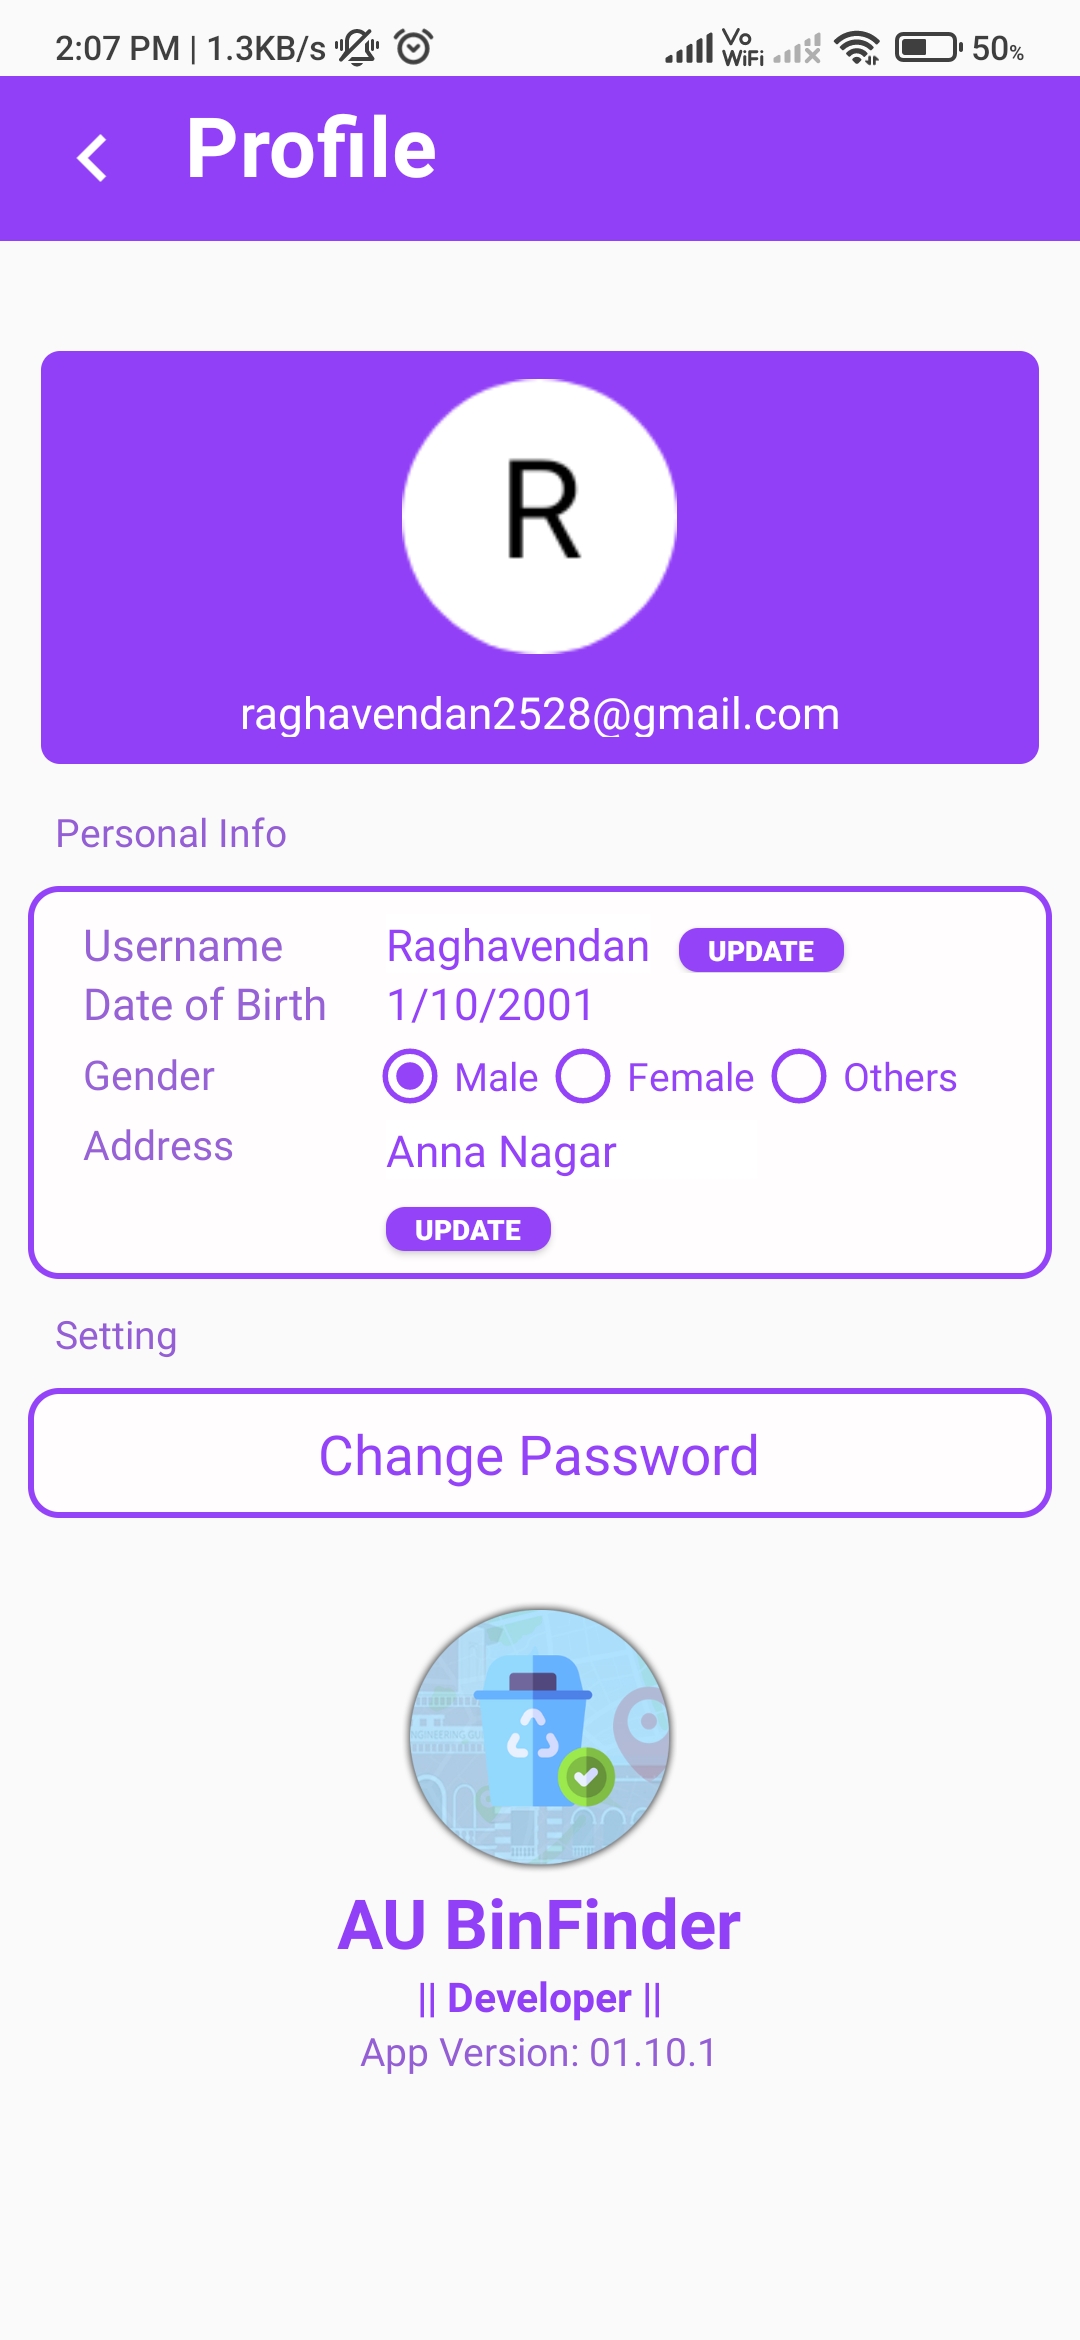 2:07 PM | 1.3KB/s Vo WiFi 50%
Profile
R
raghavendan2528@gmail.com
Personal Info
Username Raghavendan UPDATE
Date of Birth 1/10/2001
Gender Male Female Others
Address Anna Nagar
UPDATE
Setting
Change Password
AU BinFinder
|| Developer ||
App Version: 01.10.1